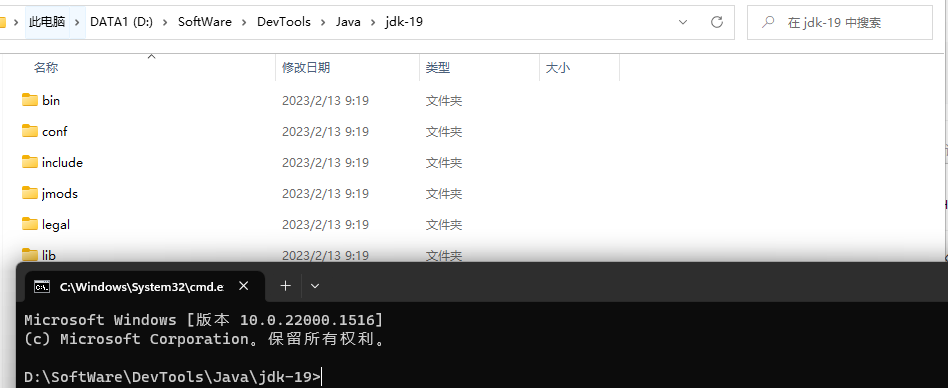 此电脑 > DATA1 (D:) > SoftWare > DevTools > Java > jdk-19
在 jdk-19 中搜索
名称 修改日期 类型 大小
bin 2023/2/13 9:19 文件夹
conf 2023/2/13 9:19 文件夹
include 2023/2/13 9:19 文件夹
jmods 2023/2/13 9:19 文件夹
legal 2023/2/13 9:19 文件夹
lib 2023/2/13 9:19 文件夹
C:\Windows\System32\cmd.e
Microsoft Windows [版本 10.0.22000.1516]
(c) Microsoft Corporation。保留所有权利。
D:\SoftWare\DevTools\Java\jdk-19>